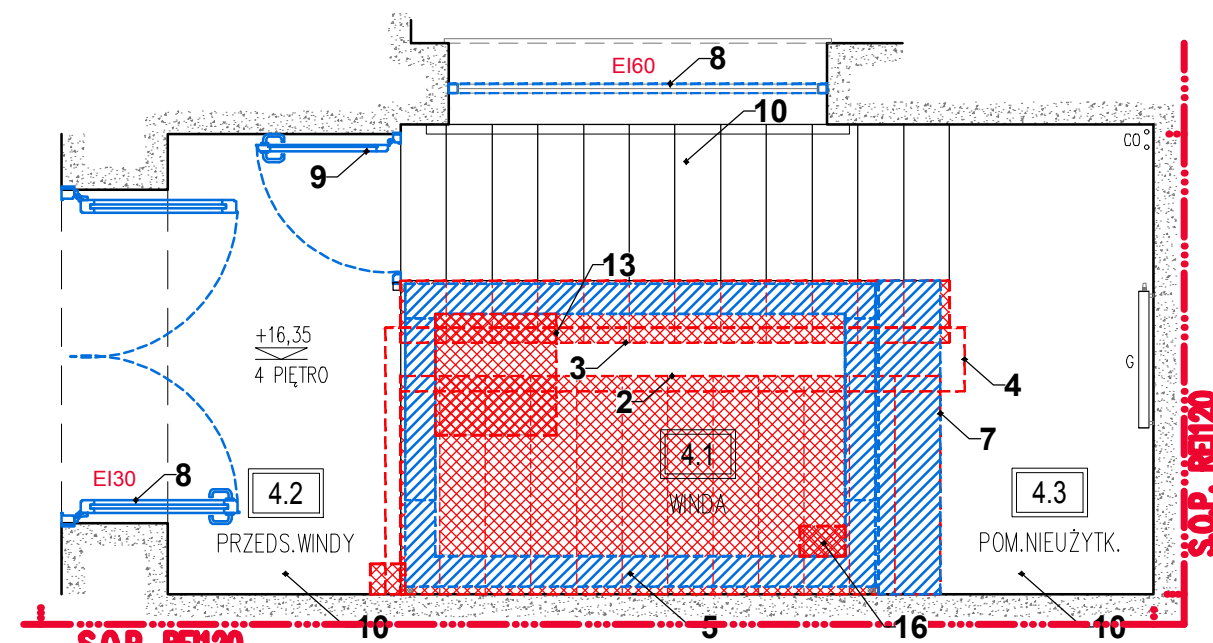 EI60
8
10
CO
9
13
+16,35
4 PIĘTRO
3
4
G
2
7
4.1
WINDA
EI30
8
4.2
PRZEDS.WINDY
4.3
POM.NIEUŻYTK.
S.O.P. REI120
10
5
16
10
S.O.P. REI120